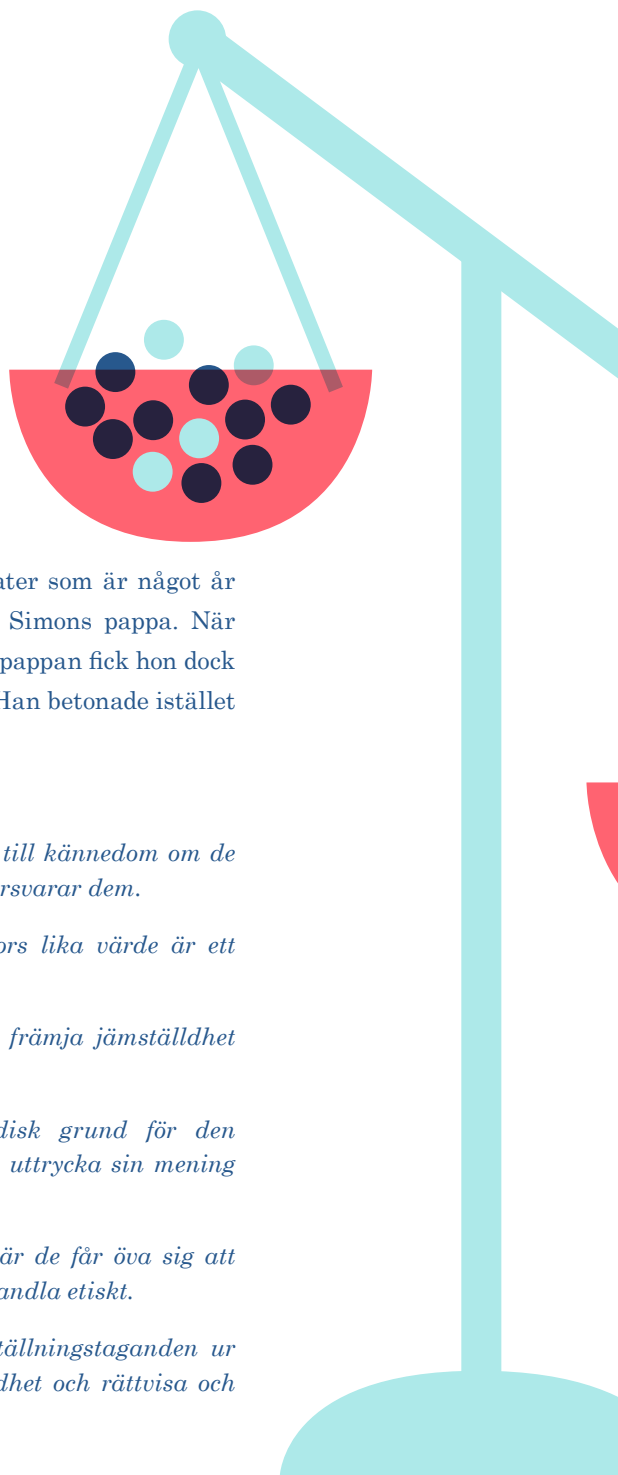 ater som är något år
Simons pappa. När
pappan fick hon dock
Han betonade istället
till kännedom om de
rsvarar dem.
ors lika värde är ett
främja jämställdhet
disk grund för den
uttrycka sin mening
är de får öva sig att
andla etiskt.
tällningstaganden ur
dhet och rättvisa och